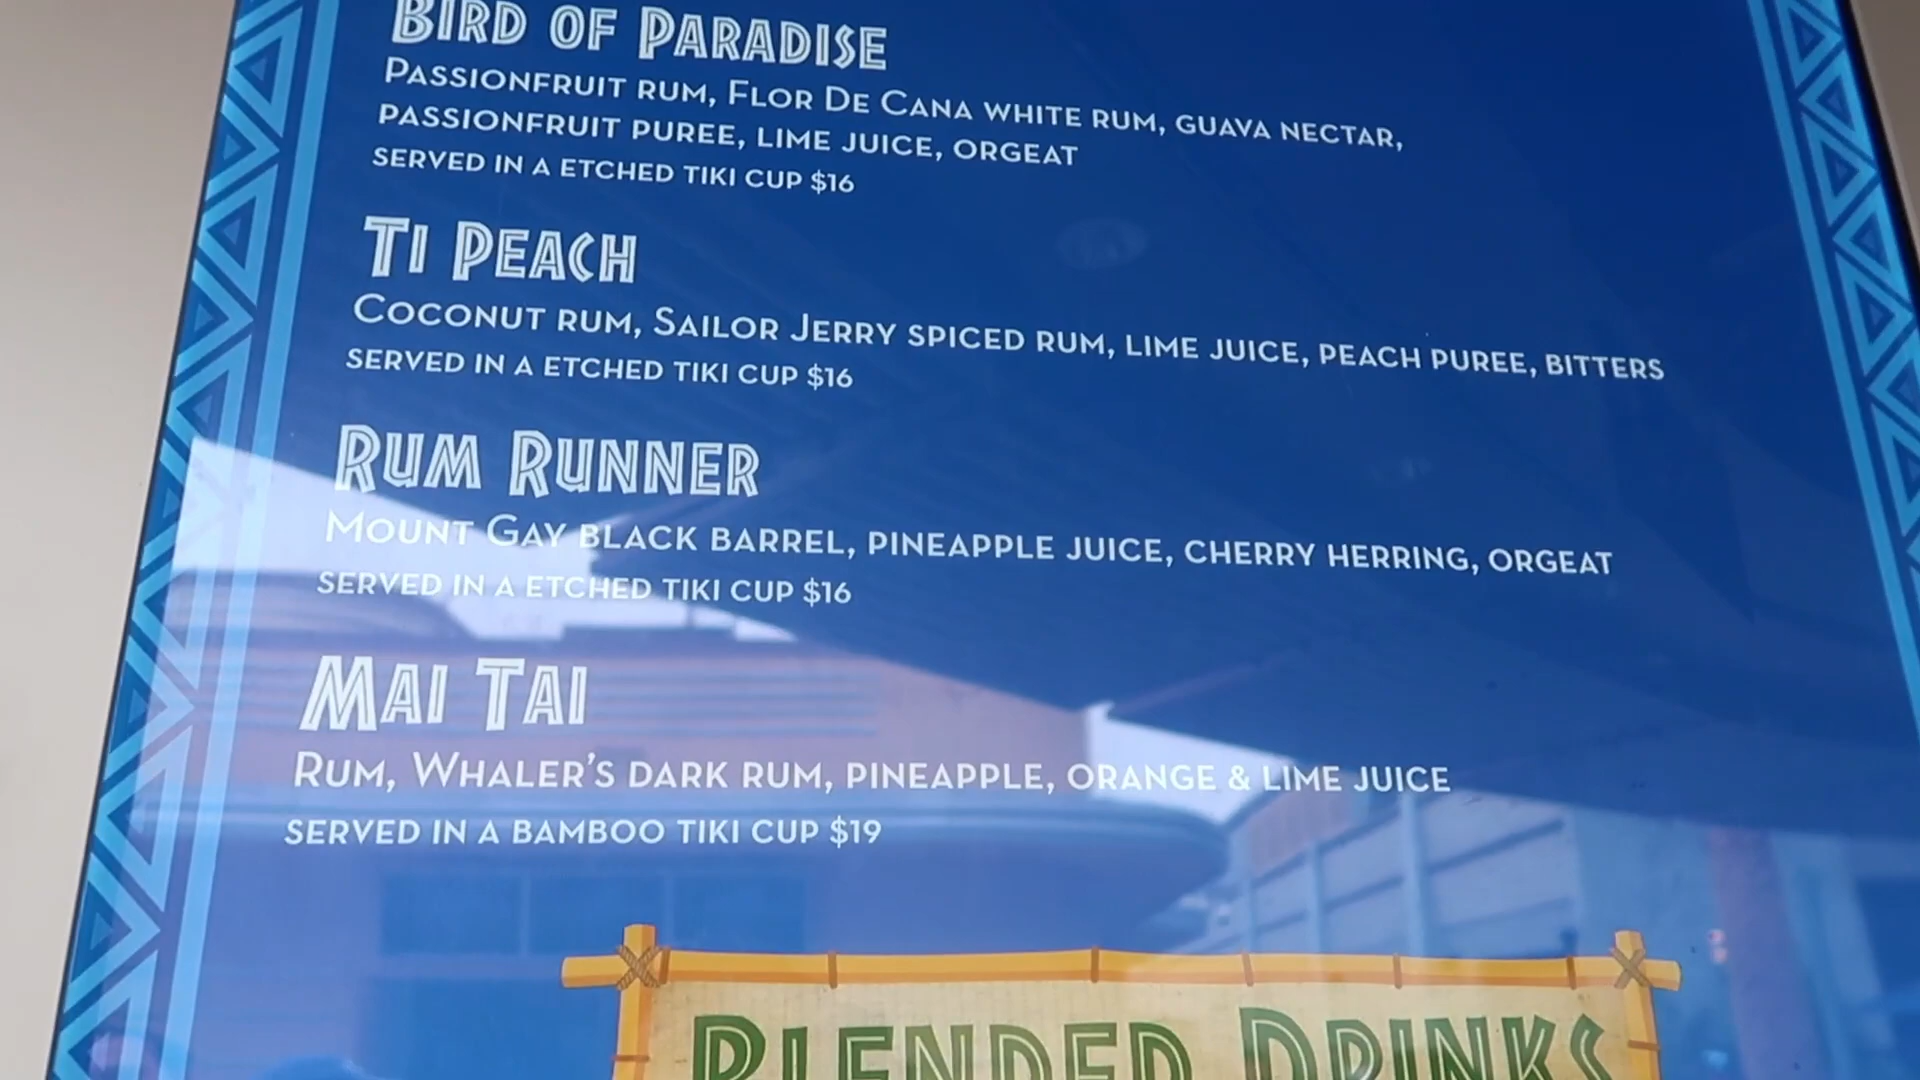 BIRD OF PARADISE
PASSIONFRUIT RUM, FLOR DE CANA WHITE RUM, GUAVA NECTAR,
PASSIONFRUIT PUREE, LIME JUICE, ORGEAT
SERVED IN A ETCHED TIKI CUP $16
TI PEACH
COCONUT RUM, SAILOR JERRY SPICED RUM, LIME JUICE, PEACH PUREE, BITTERS
SERVED IN A ETCHED TIKI CUP $16
RUM RUNNER
MOUNT GAY BLACK BARREL, PINEAPPLE JUICE, CHERRY HERRING, ORGEAT
SERVED IN A ETCHED TIKI CUP $16
MAI TAI
RUM, WHALER'S DARK RUM, PINEAPPLE, ORANGE & LIME JUICE
SERVED IN A BAMBOO TIKI CUP $19
BLENDED DRINKS